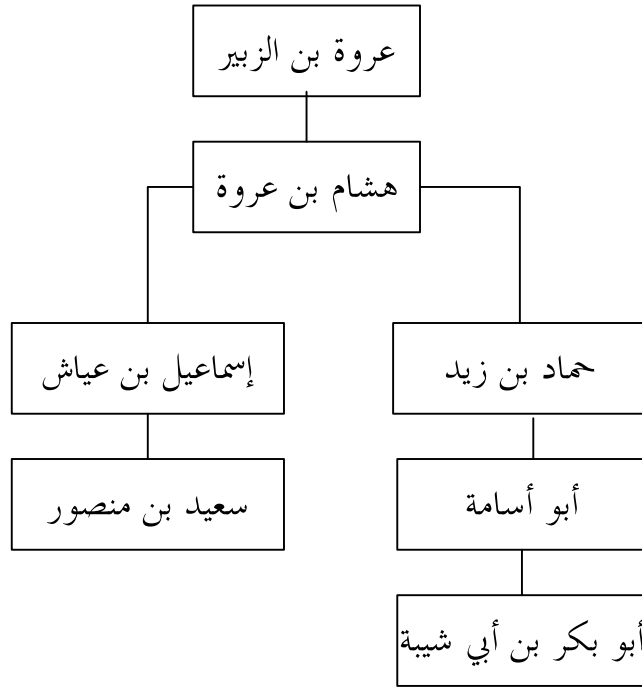 عروة بن الزبير
هشام بن عروة
حماد بن زيد
إسماعيل بن عياش
أبو أسامة
سعيد بن منصور
أبو بكر بن أبي شيبة